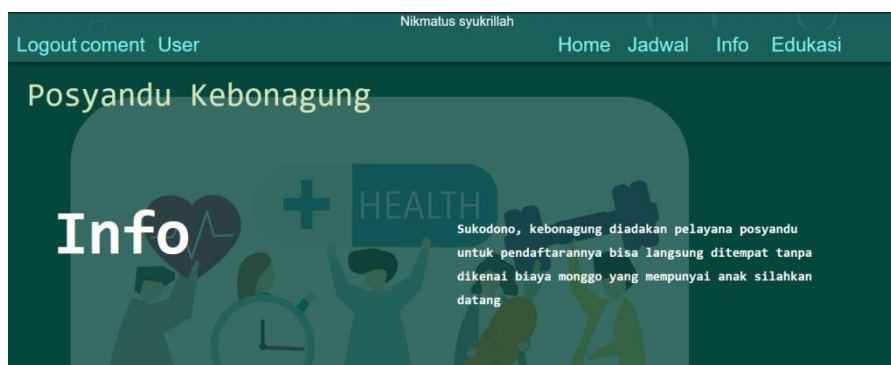 Nikmatus syukrillah
Logout coment User Home Jadwal Info Edukasi
Posyandu Kebonagung
HEALTH
Info
Sukodono, kebonagung diadakan pelayana posyandu
untuk pendaftarannya bisa langsung ditempat tanpa
dikenai biaya monggo yang mempunyai anak silahkan
datang